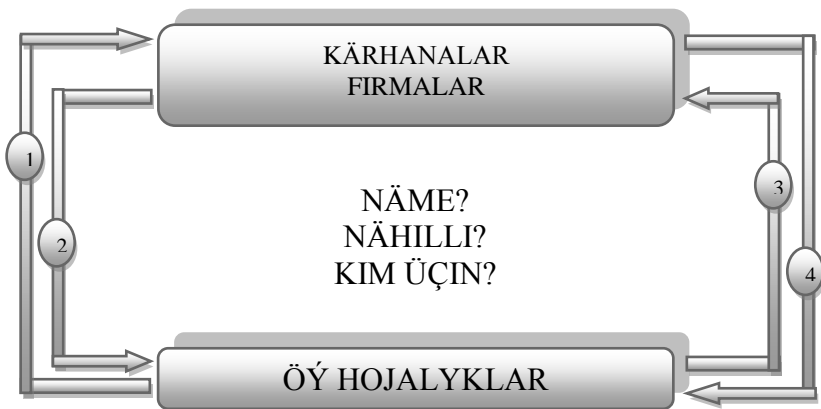 KÄRHANALAR
FIRMALAR
1
2
3
4
NÄME?
NÄHILLI?
KIM ÜÇIN?
ÖÝ HOJALYKLAR